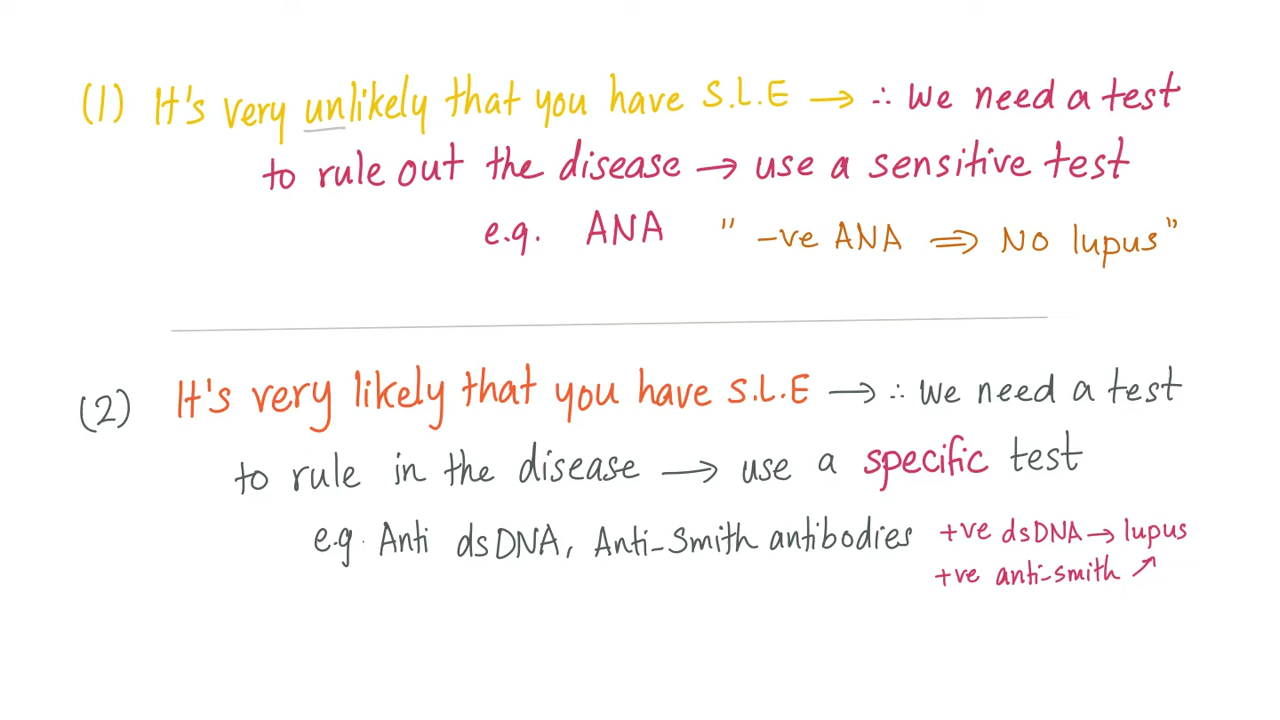 (1) It's very unlikely that you have S.L.E → ∴ We need a test
to rule out the disease → use a sensitive test
e.g. ANA " -ve ANA ⇒ No lupus"
(2) It's very likely that you have S.L.E → ∴ We need a test
to rule in the disease → use a specific test
e.g. Anti dsDNA, Anti-Smith antibodies +ve dsDNA → lupus
+ve anti-smith ↗